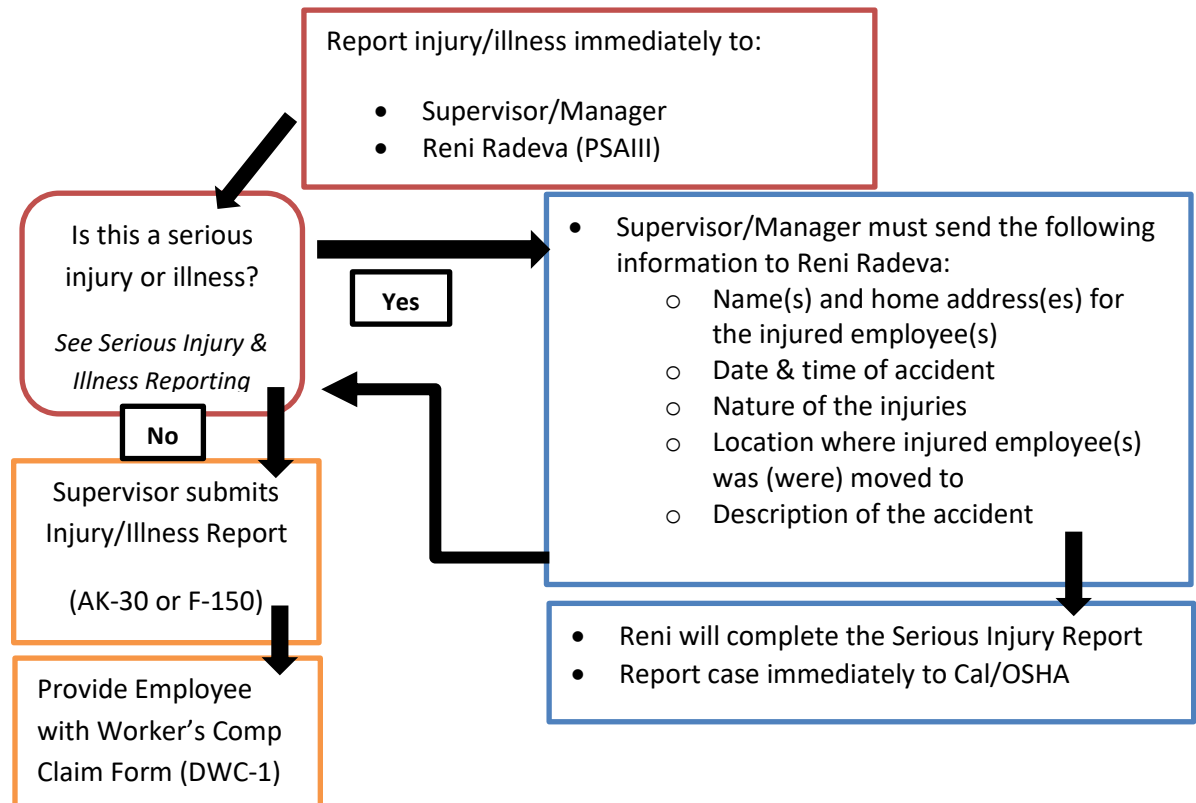 Report injury/illness immediately to:
• Supervisor/Manager
• Reni Radeva (PSAIII)
Is this a serious
injury or illness?
See Serious Injury &
Illness Reporting
Yes
No
• Supervisor/Manager must send the following
information to Reni Radeva:
o Name(s) and home address(es) for
the injured employee(s)
o Date & time of accident
o Nature of the injuries
o Location where injured employee(s)
was (were) moved to
o Description of the accident
• Reni will complete the Serious Injury Report
• Report case immediately to Cal/OSHA
Supervisor submits
Injury/Illness Report
(AK-30 or F-150)
Provide Employee
with Worker’s Comp
Claim Form (DWC-1)